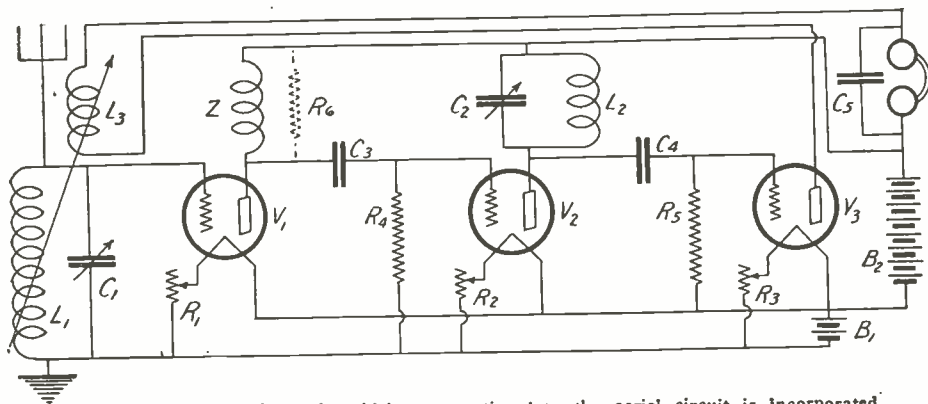 L3
Z
R6
C2
L2
C5
C3
C4
R4
V1
V2
R5
V3
B2
C1
L1
R1
R2
R3
B1
the aerial circuit is incorporated